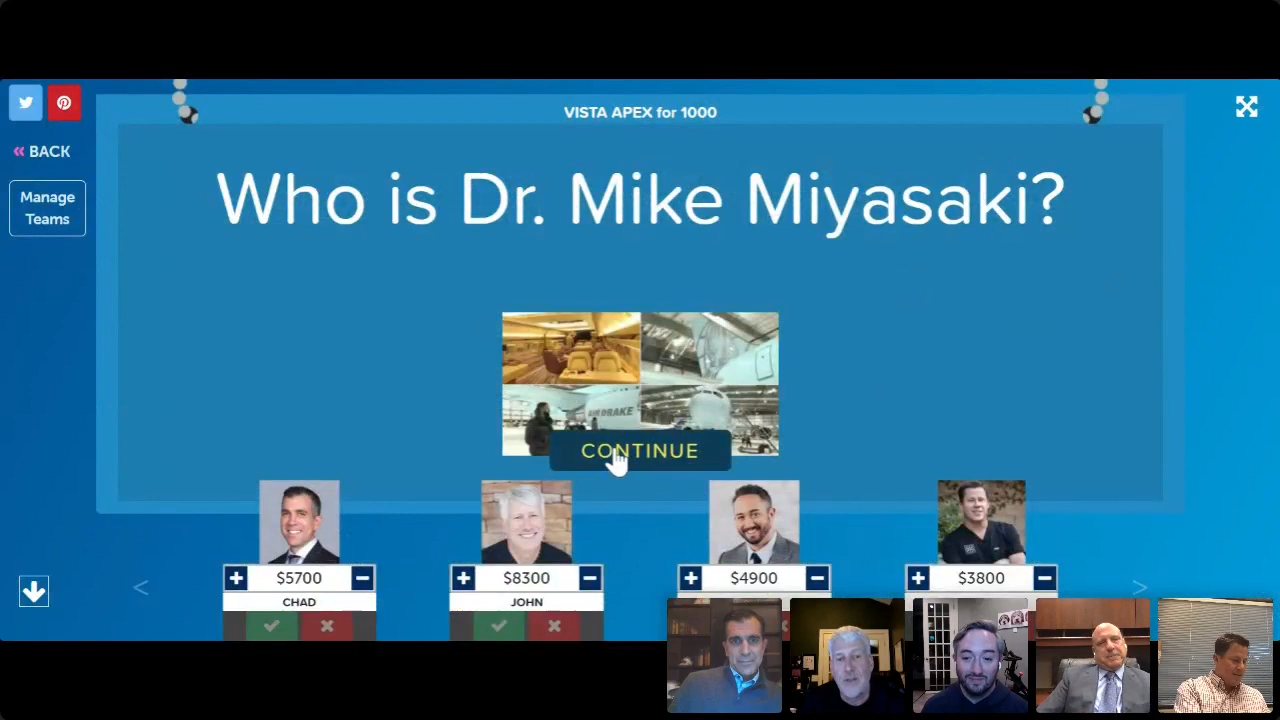 VISTA APEX for 1000
« BACK
Manage
Teams
Who is Dr. Mike Miyasaki?
AIR DRAKE
CONTINUE
$5700
$8300
$4900
$3800
CHAD
JOHN